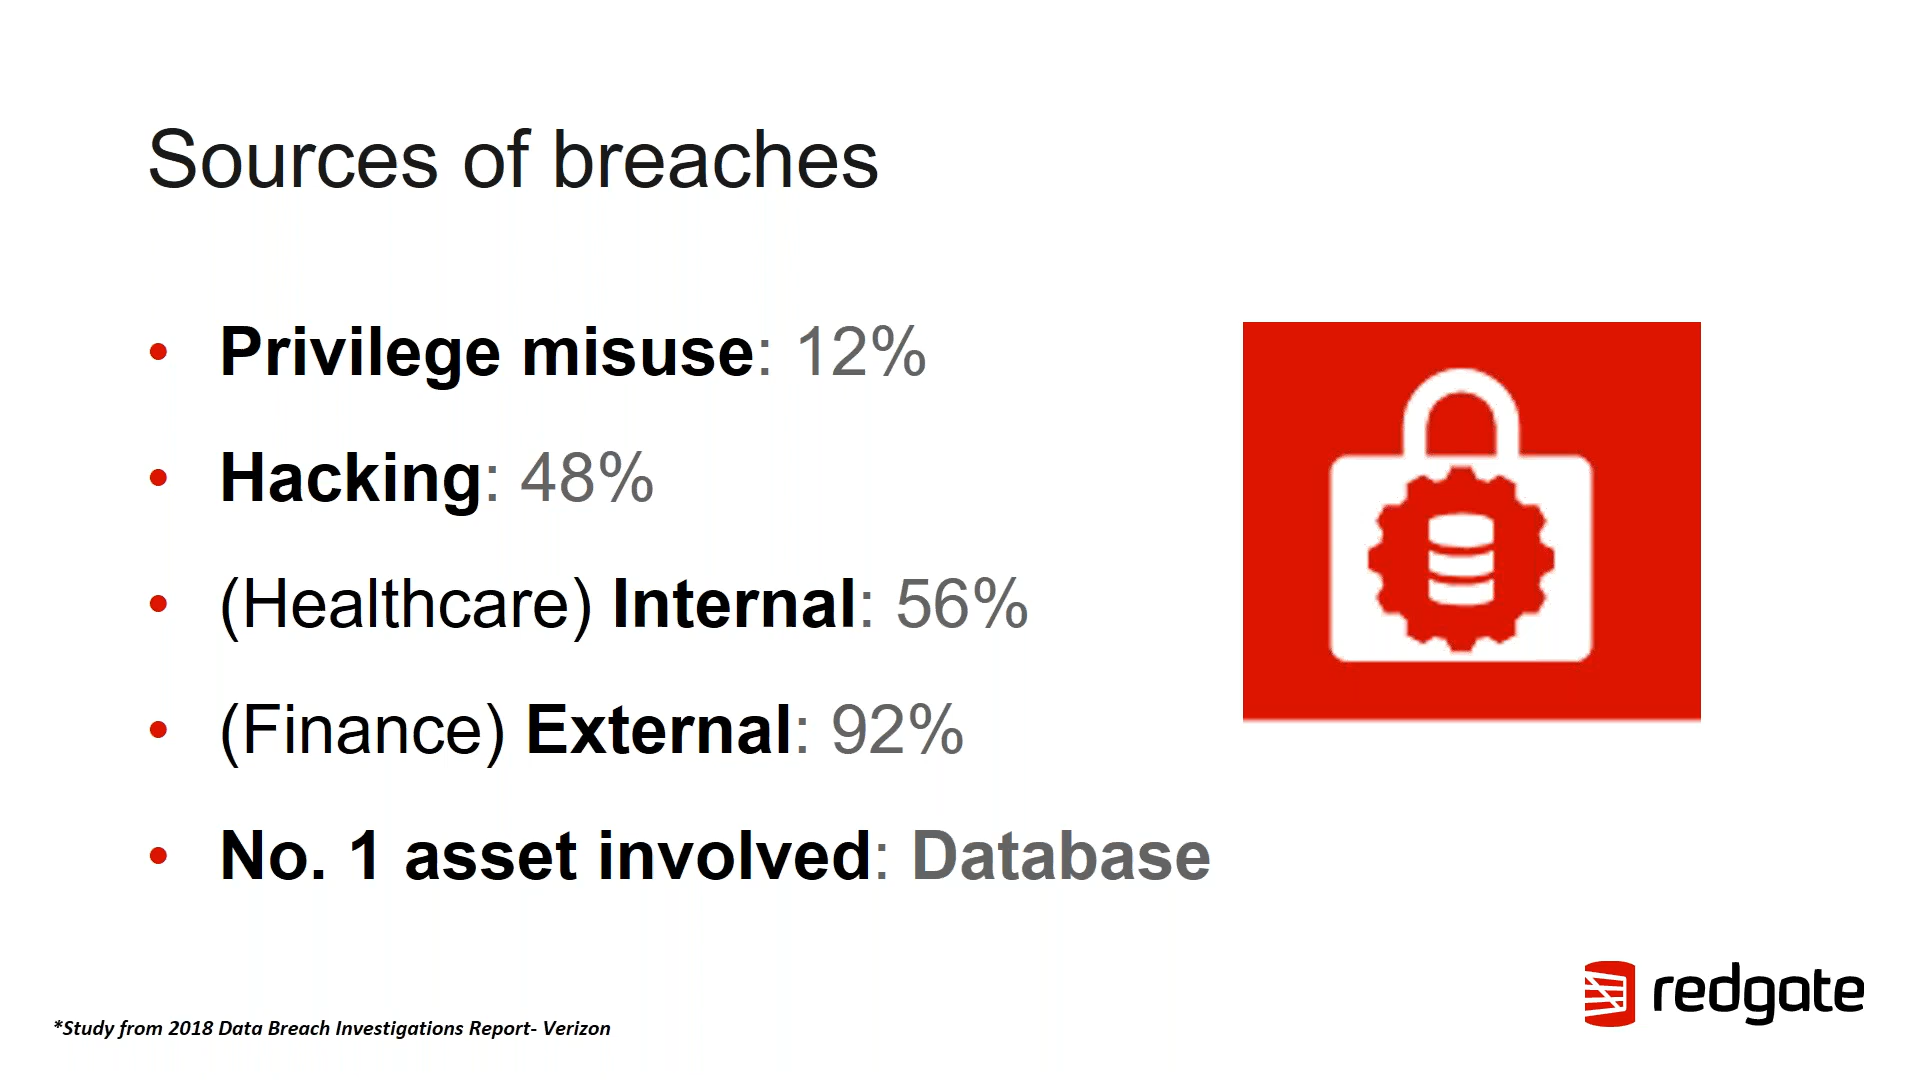 Sources of breaches
• Privilege misuse: 12%
• Hacking: 48%
• (Healthcare) Internal: 56%
• (Finance) External: 92%
• No. 1 asset involved: Database
redgate
*Study from 2018 Data Breach Investigations Report- Verizon